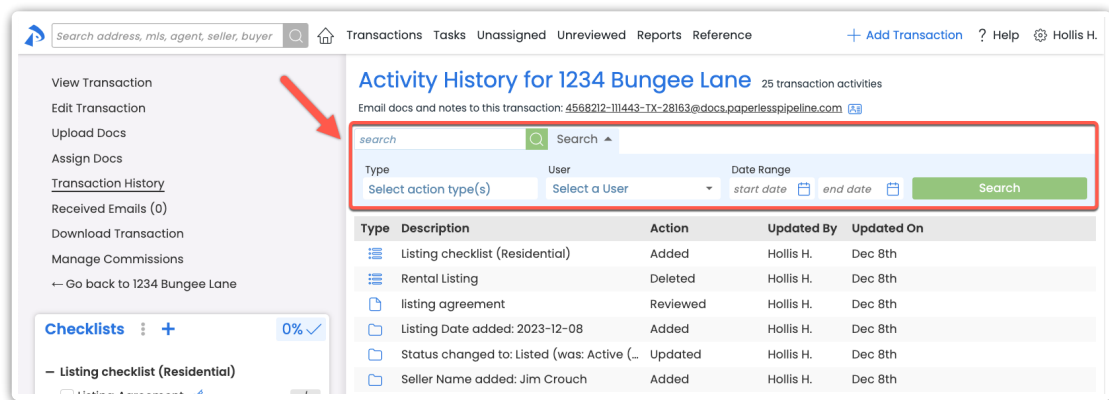 Search address, mls, agent, seller, buyer
Transactions Tasks Unassigned Unreviewed Reports Reference
+ Add Transaction ? Help Hollis H.
View Transaction
Edit Transaction
Upload Docs
Assign Docs
Transaction History
Received Emails (0)
Download Transaction
Manage Commissions
← Go back to 1234 Bungee Lane
Checklists + 0%
– Listing checklist (Residential)
Listing Agreement
Activity History for 1234 Bungee Lane 25 transaction activities
Email docs and notes to this transaction: 4568212-111443-TX-28163@docs.paperlesspipeline.com
search Search
Type User Date Range
Select action type(s) Select a User start date end date Search
Type Description Action Updated By Updated On
Listing checklist (Residential) Added Hollis H. Dec 8th
Rental Listing Deleted Hollis H. Dec 8th
listing agreement Reviewed Hollis H. Dec 8th
Listing Date added: 2023-12-08 Added Hollis H. Dec 8th
Status changed to: Listed (was: Active (... Updated Hollis H. Dec 8th
Seller Name added: Jim Crouch Added Hollis H. Dec 8th